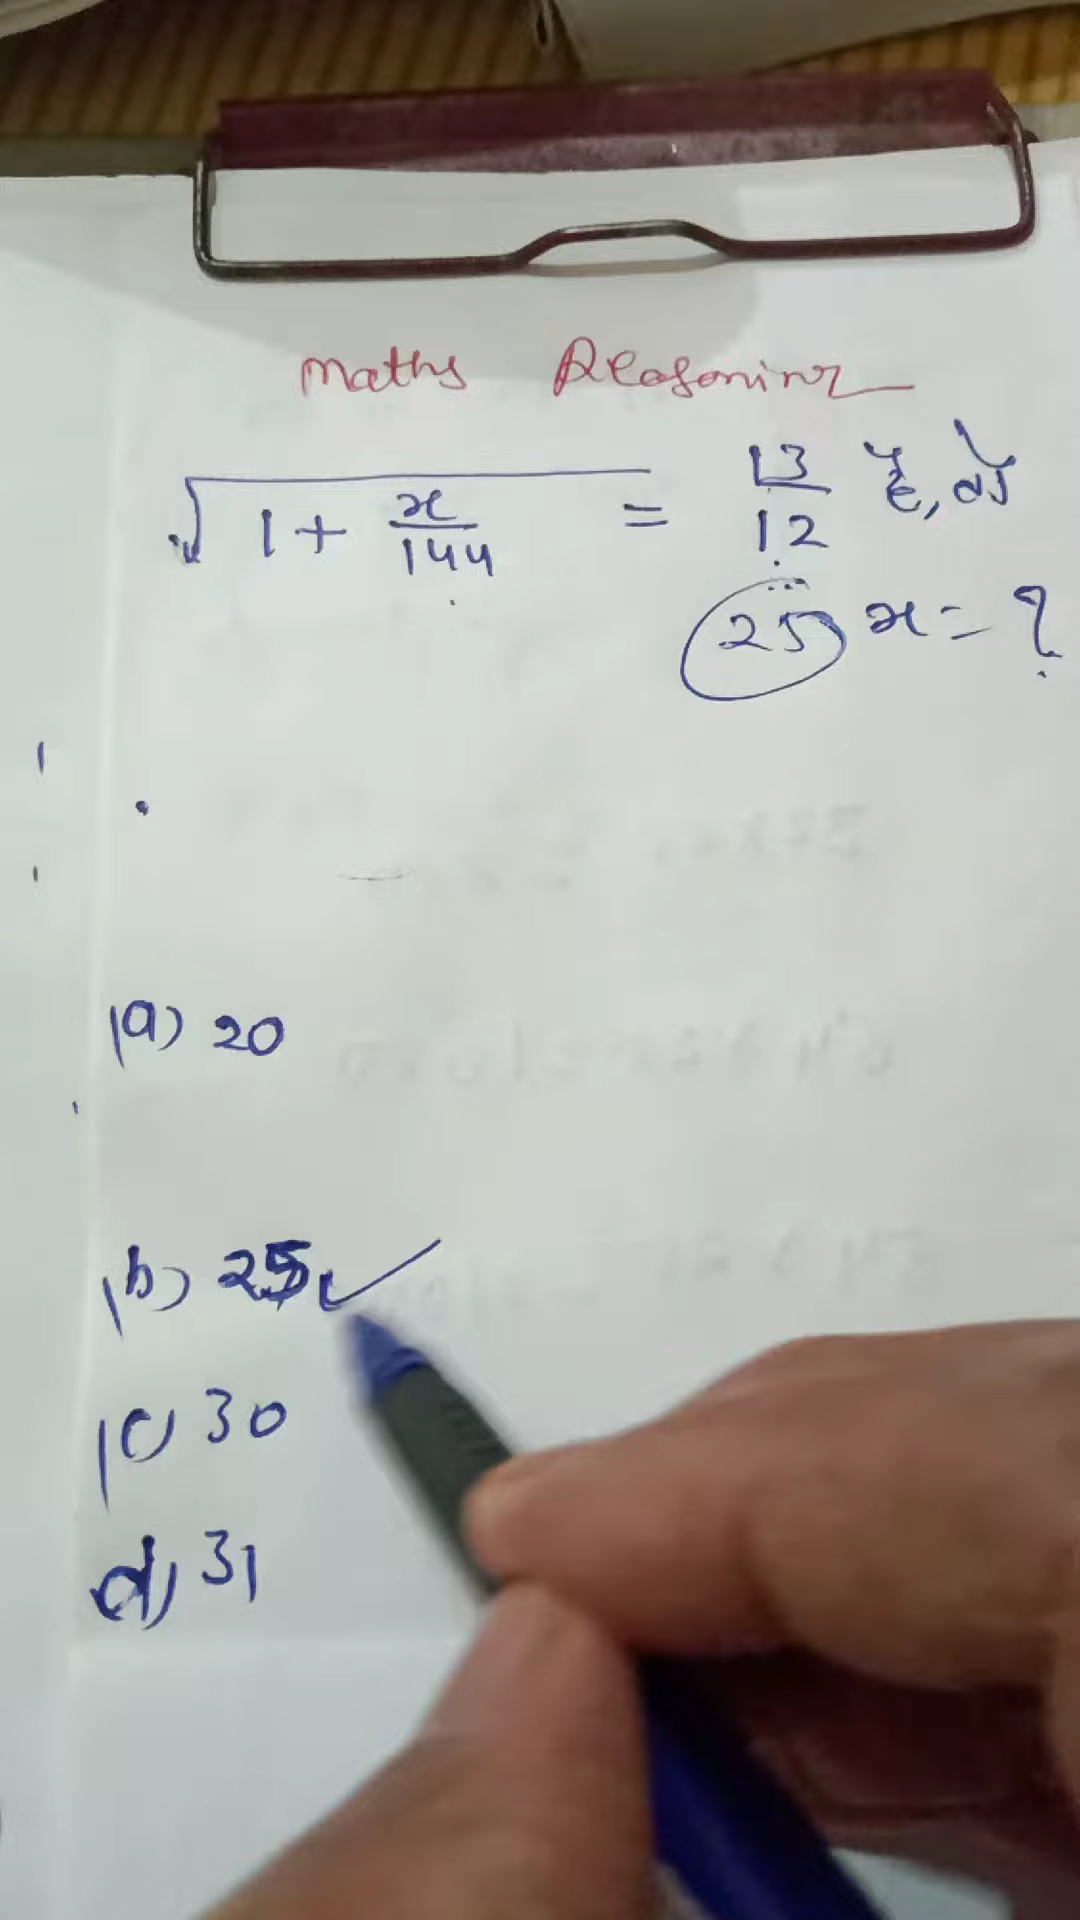 Maths Reasoning
√1 + x/144 = 13/12 है, तो
25 x = ?
(a) 20
(b) 25 ✓
(c) 30
(d) 31